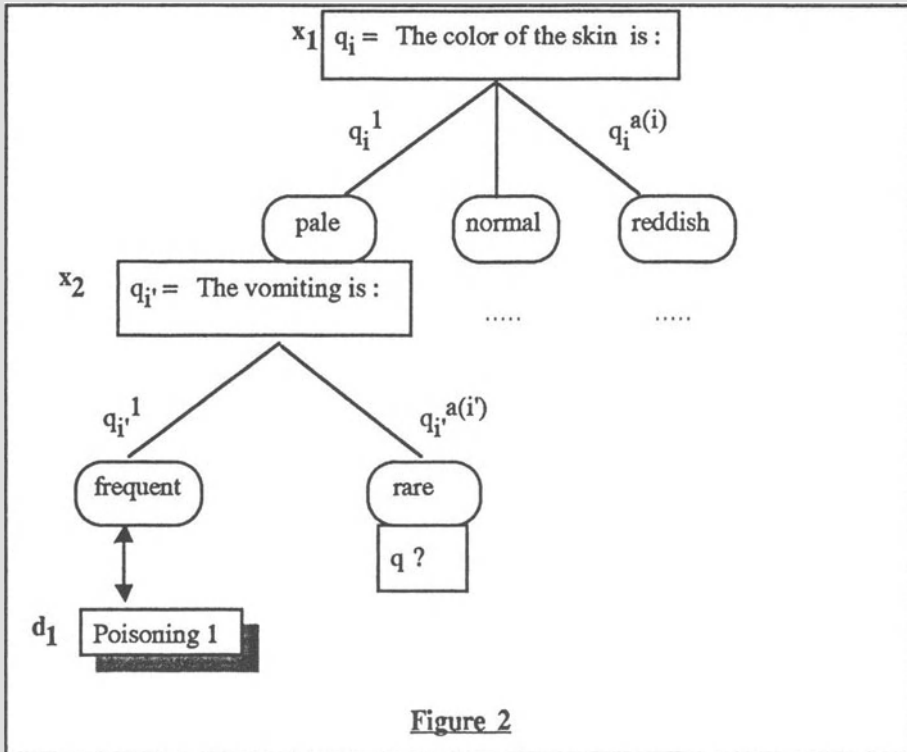 x₁ qᵢ = The color of the skin is :
qᵢ¹ qᵢᵃ⁽ⁱ⁾
pale normal reddish
x₂ qᵢ' = The vomiting is :
..... .....
qᵢ'¹ qᵢ'ᵃ⁽ⁱ'⁾
frequent rare
q ?
d₁ Poisoning 1
Figure 2